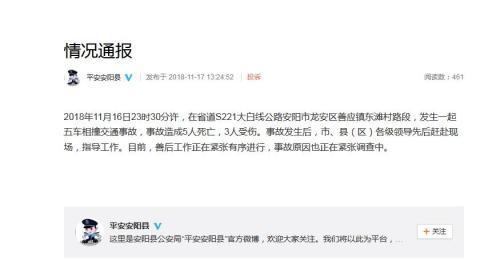 情况通报
平安安阳县 发布于 2018-11-17 13:24:52 投诉 阅读数：461
2018年11月16日23时30分许，在省道S221大白线公路安阳市龙安区善应镇东滩村路段，发生一起
五车相撞交通事故，事故造成5人死亡，3人受伤。事故发生后，市、县（区）各级领导先后赶赴现
场，指导工作。目前，善后工作正在紧张有序进行，事故原因也正在紧张调查中。
平安安阳县
这里是安阳县公安局“平安安阳县”官方微博，欢迎大家关注。我们将以此为平台，... + 关注